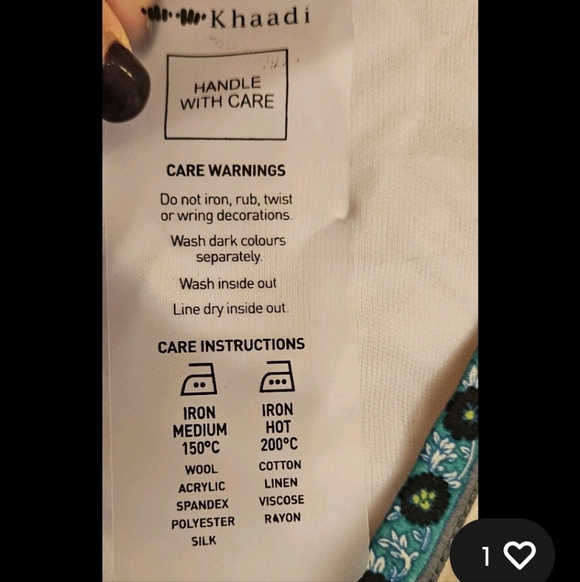 Khaadi
HANDLE
WITH CARE
CARE WARNINGS
Do not iron, rub, twist
or wring decorations.
Wash dark colours
separately.
Wash inside out
Line dry inside out.
CARE INSTRUCTIONS
IRON
MEDIUM
150°C
WOOL
ACRYLIC
SPANDEX
POLYESTER
SILK
IRON
HOT
200°C
COTTON
LINEN
VISCOSE
RAYON
1